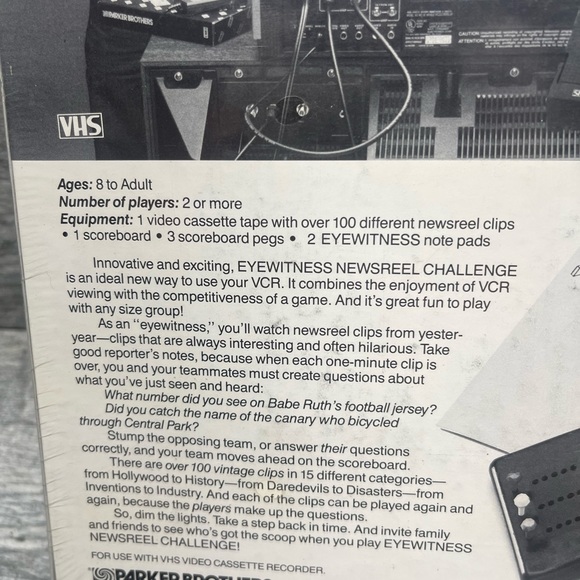 PARKER BROTHERS
CAUTION
ATTENTION
VHS
Ages: 8 to Adult
Number of players: 2 or more
Equipment: 1 video cassette tape with over 100 different newsreel clips
• 1 scoreboard • 3 scoreboard pegs • 2 EYEWITNESS note pads
Innovative and exciting, EYEWITNESS NEWSREEL CHALLENGE
is an ideal new way to use your VCR. It combines the enjoyment of VCR
viewing with the competitiveness of a game. And it's great fun to play
with any size group!
As an "eyewitness," you'll watch newsreel clips from yester-
year—clips that are always interesting and often hilarious. Take
good reporter's notes, because when each one-minute clip is
over, you and your teammates must create questions about
what you've just seen and heard:
What number did you see on Babe Ruth's football jersey?
Did you catch the name of the canary who bicycled
through Central Park?
Stump the opposing team, or answer their questions
correctly, and your team moves ahead on the scoreboard.
There are over 100 vintage clips in 15 different categories—
from Hollywood to History—from Daredevils to Disasters—from
Inventions to Industry. And each of the clips can be played again and
again, because the players make up the questions.
So, dim the lights. Take a step back in time. And invite family
and friends to see who's got the scoop when you play EYEWITNESS
NEWSREEL CHALLENGE!
FOR USE WITH VHS VIDEO CASSETTE RECORDER.
PARKER BROTHERS